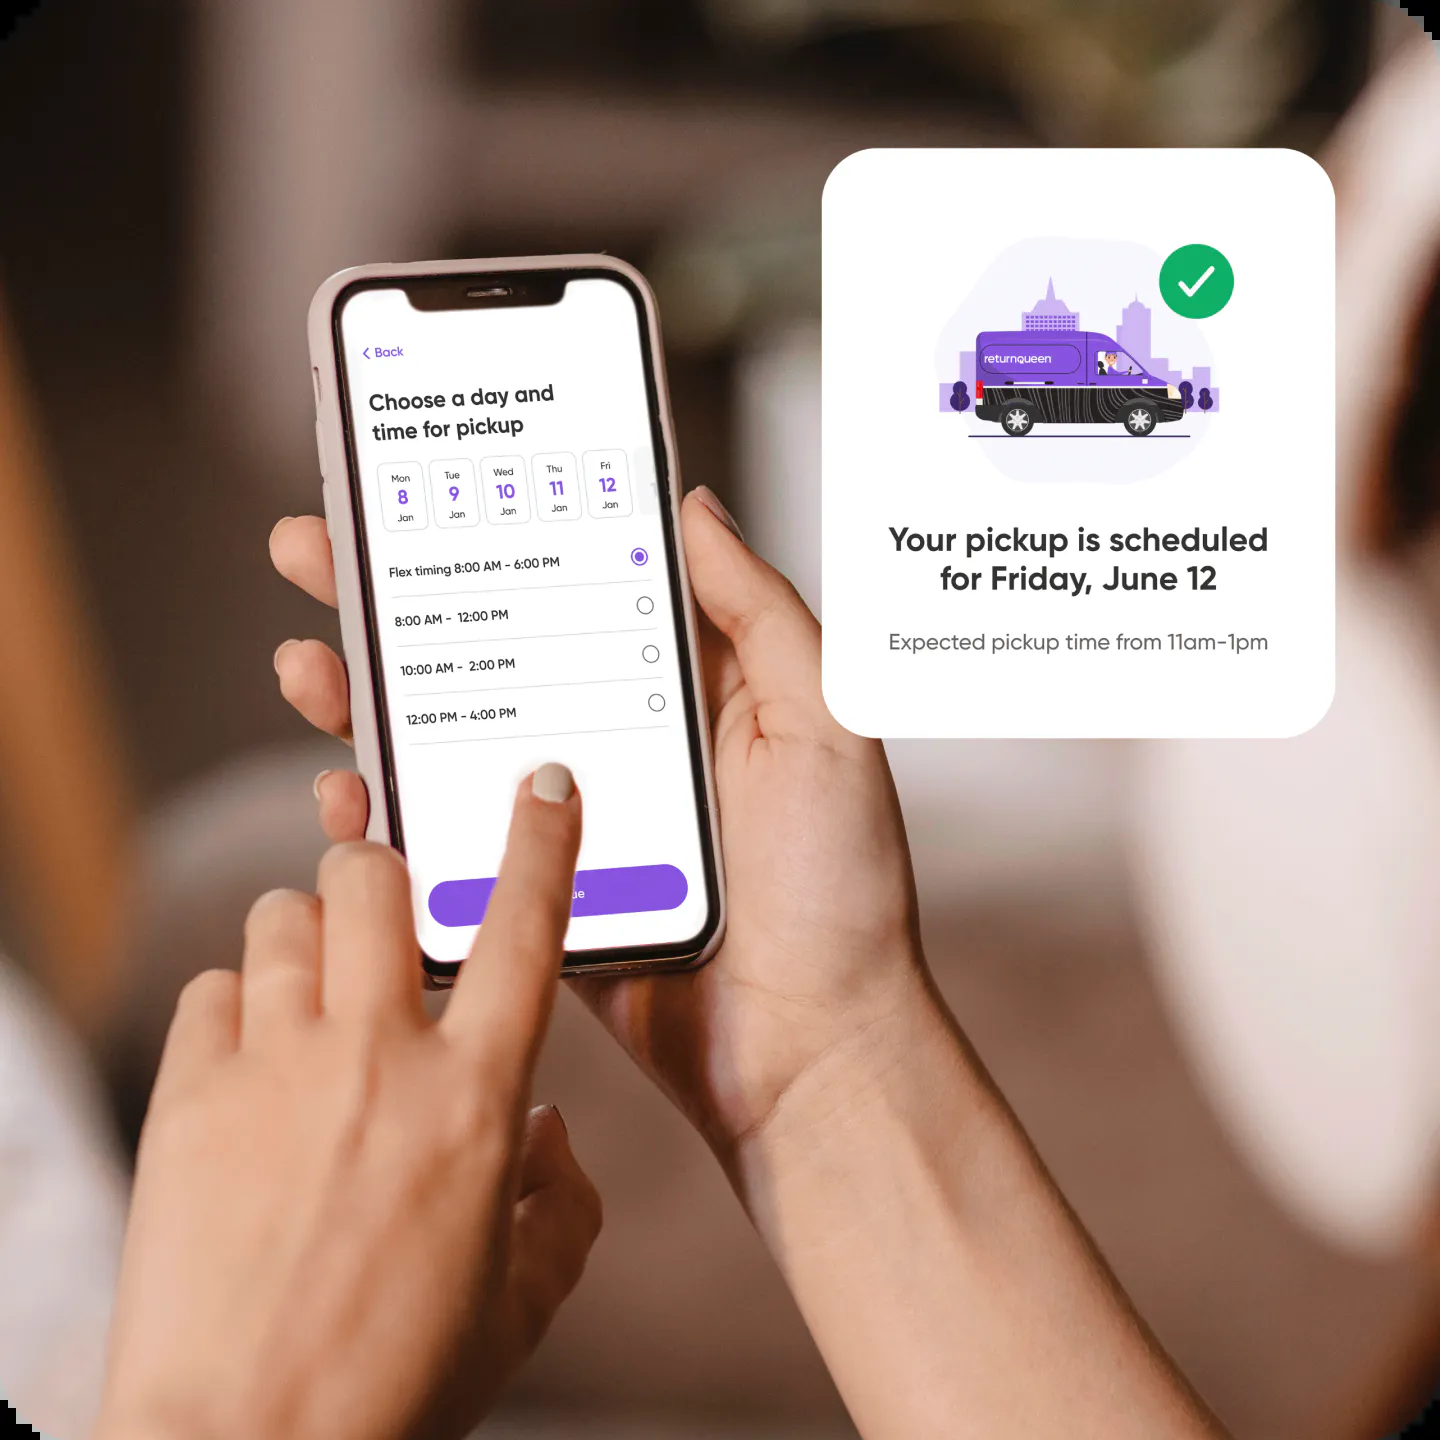 Back
Choose a day and
time for pickup
Mon
8
Jan
Tue
9
Jan
Wed
10
Jan
Thu
11
Jan
Fri
12
Jan
Flex timing 8:00 AM - 6:00 PM
8:00 AM - 12:00 PM
10:00 AM - 2:00 PM
12:00 PM - 4:00 PM
returnqueen
Your pickup is scheduled
for Friday, June 12
Expected pickup time from 11am-1pm